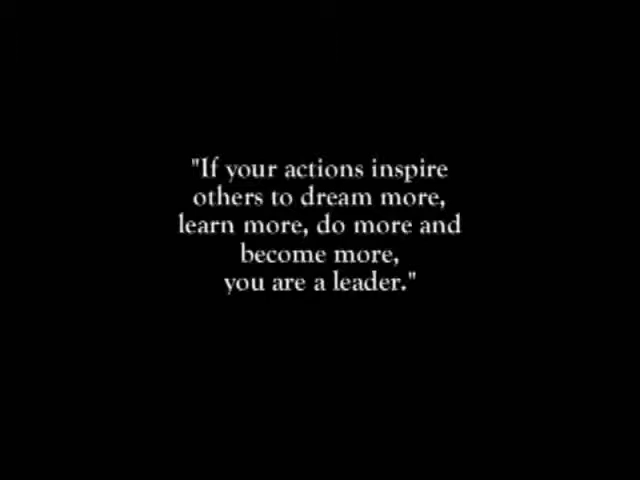 "If your actions inspire
others to dream more,
learn more, do more and
become more,
you are a leader."